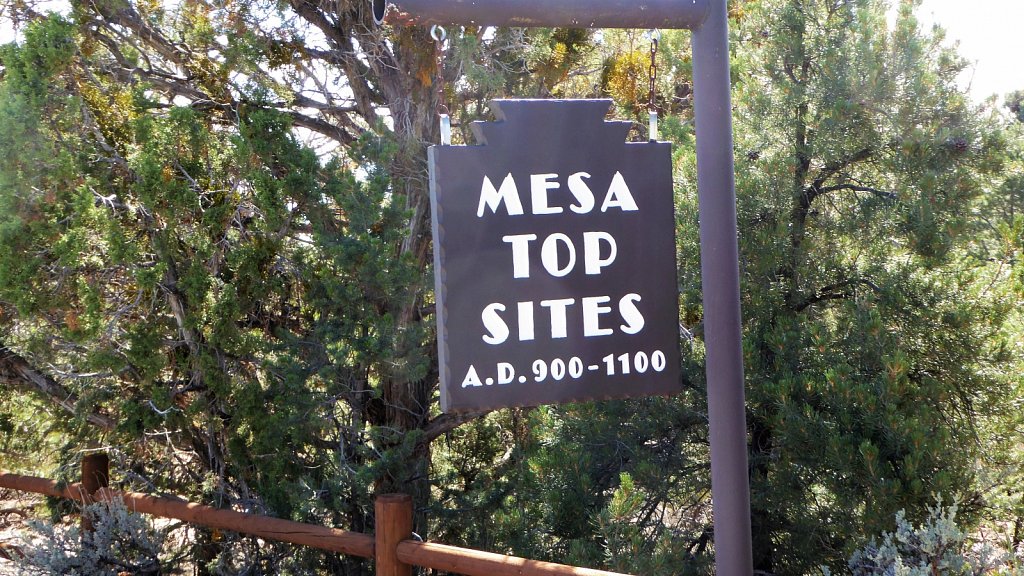 MESA
TOP
SITES
A.D. 900-1100